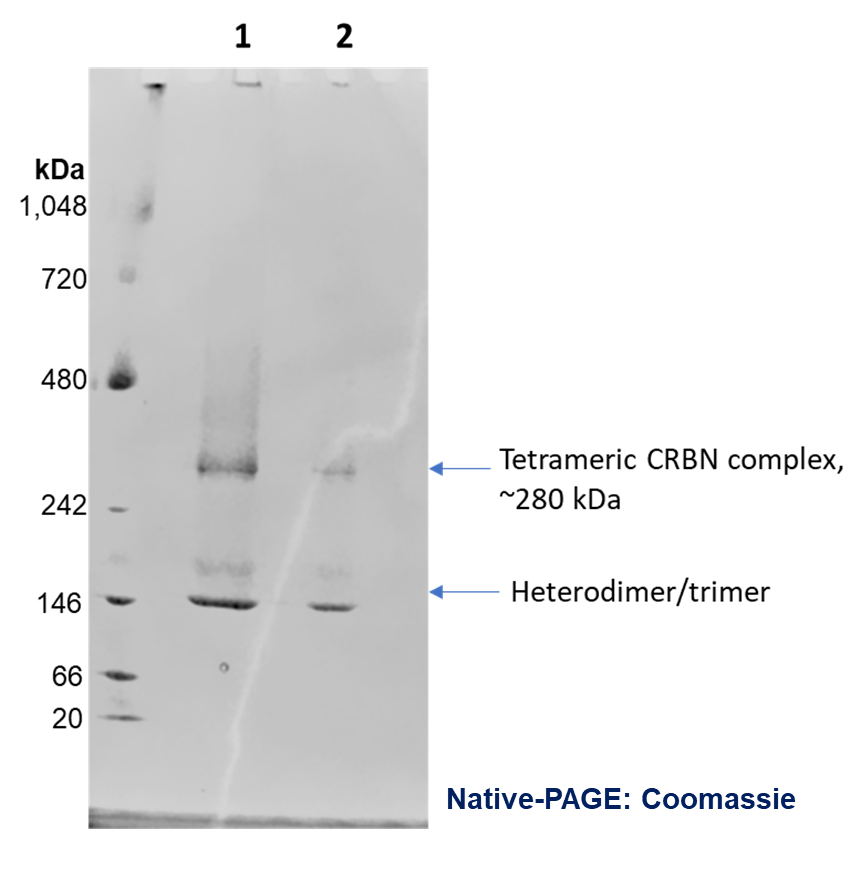 1 2
kDa
1,048
720
480
Tetrameric CRBN complex,
~280 kDa
242
Heterodimer/trimer
146
66
20
Native-PAGE: Coomassie